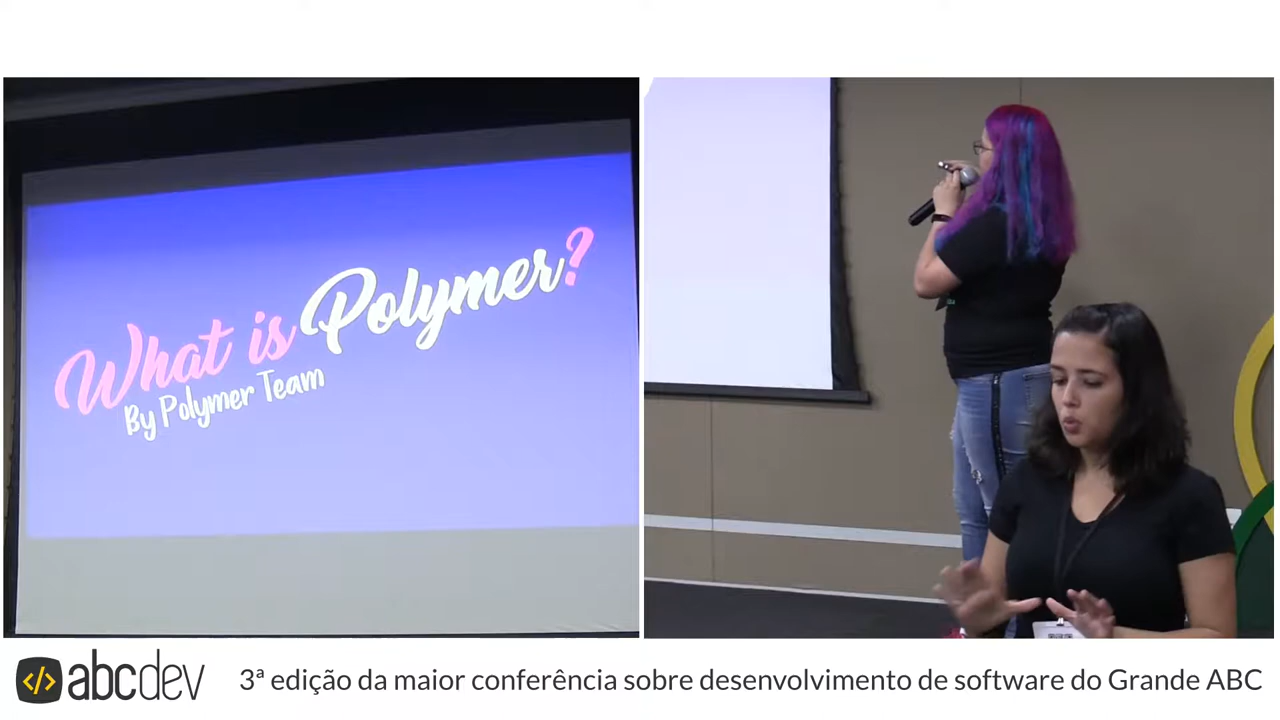 What is Polymer?
By Polymer Team
</> abcdev
3ª edição da maior conferência sobre desenvolvimento de software do Grande ABC